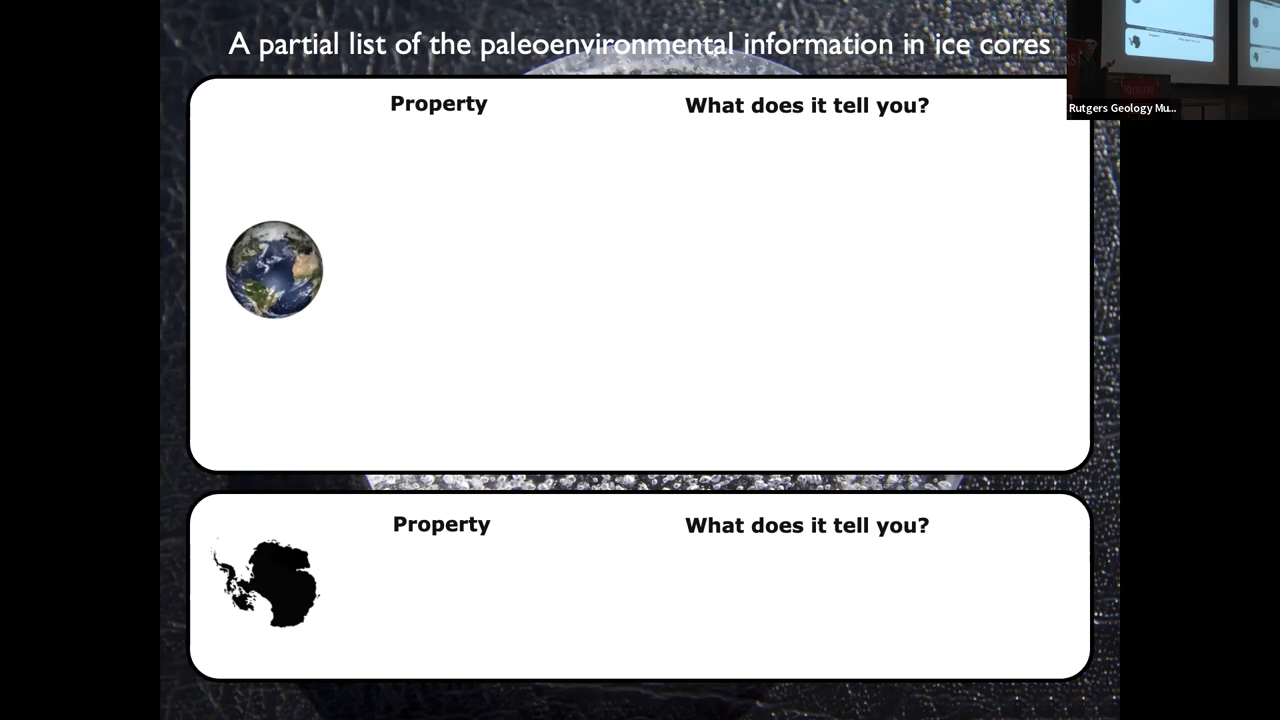 A partial list of the paleoenvironmental information in ice cores
Property
What does it tell you?
Rutgers Geology Mu...
Property
What does it tell you?